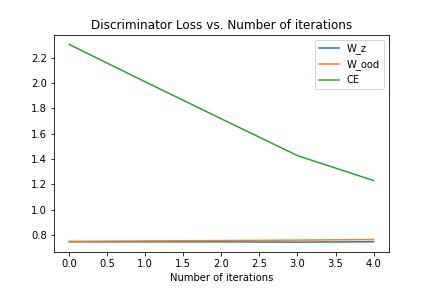 Discriminator Loss vs. Number of iterations
W_z
W_ood
CE
2.2
2.0
1.8
1.6
1.4
1.2
1.0
0.8
0.0 0.5 1.0 1.5 2.0 2.5 3.0 3.5 4.0
Number of iterations